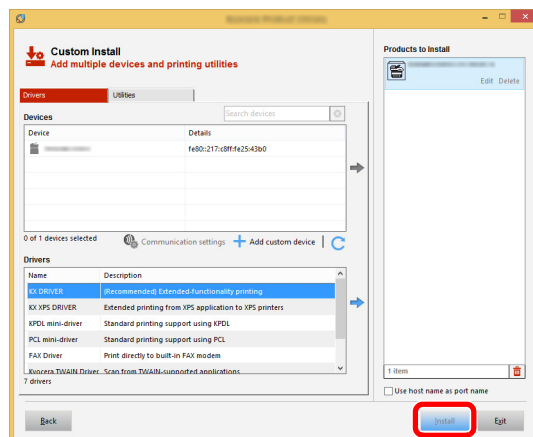 Custom Install
Add multiple devices and printing utilities
Products to Install
Edit Delete
Drivers Utilities
Devices Search devices
Device Details
fe80::217:c8ff:fe25:43b0
0 of 1 devices selected Communication settings Add custom device
Drivers
Name Description
KX DRIVER (Recommended) Extended-functionality printing
KX XPS DRIVER Extended printing from XPS application to XPS printers
KPDL mini-driver Standard printing support using KPDL
PCL mini-driver Standard printing support using PCL
FAX Driver Print directly to built-in FAX modem
Kyocera TWAIN Driver Scan from TWAIN-supported applications
7 drivers
1 item
Use host name as port name
Back Install Exit